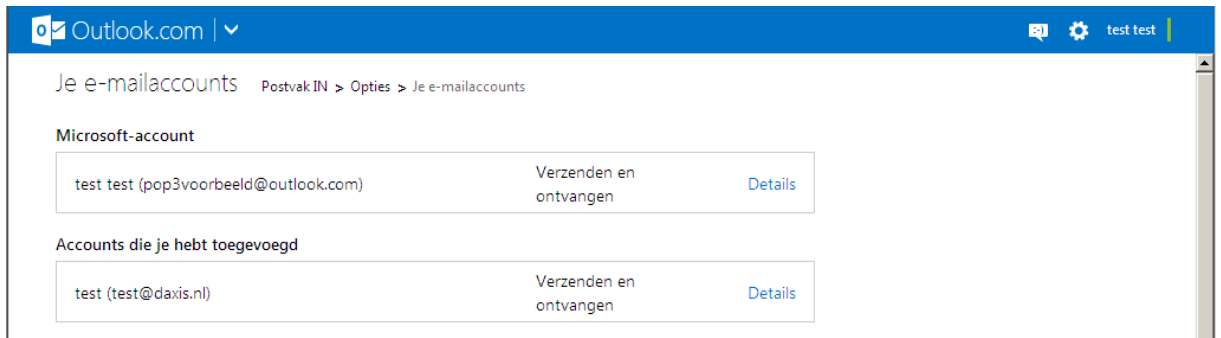 Outlook.com
test test
Je e-mailaccounts Postvak IN > Opties > Je e-mailaccounts
Microsoft-account
test test (pop3voorbeeld@outlook.com)
Verzenden en
ontvangen
Details
Accounts die je hebt toegevoegd
test (test@daxis.nl)
Verzenden en
ontvangen
Details